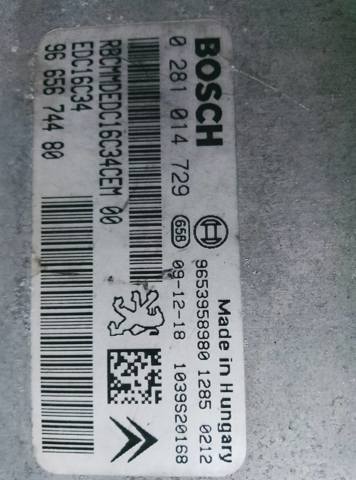 BOSCH
Made in Hungary
0 281 014 729
658
9653958980 1285 0212
09-12-18
1039S20168
RBCMMDEDC16C34CEM 00
EDC16C34
96 656 744 80